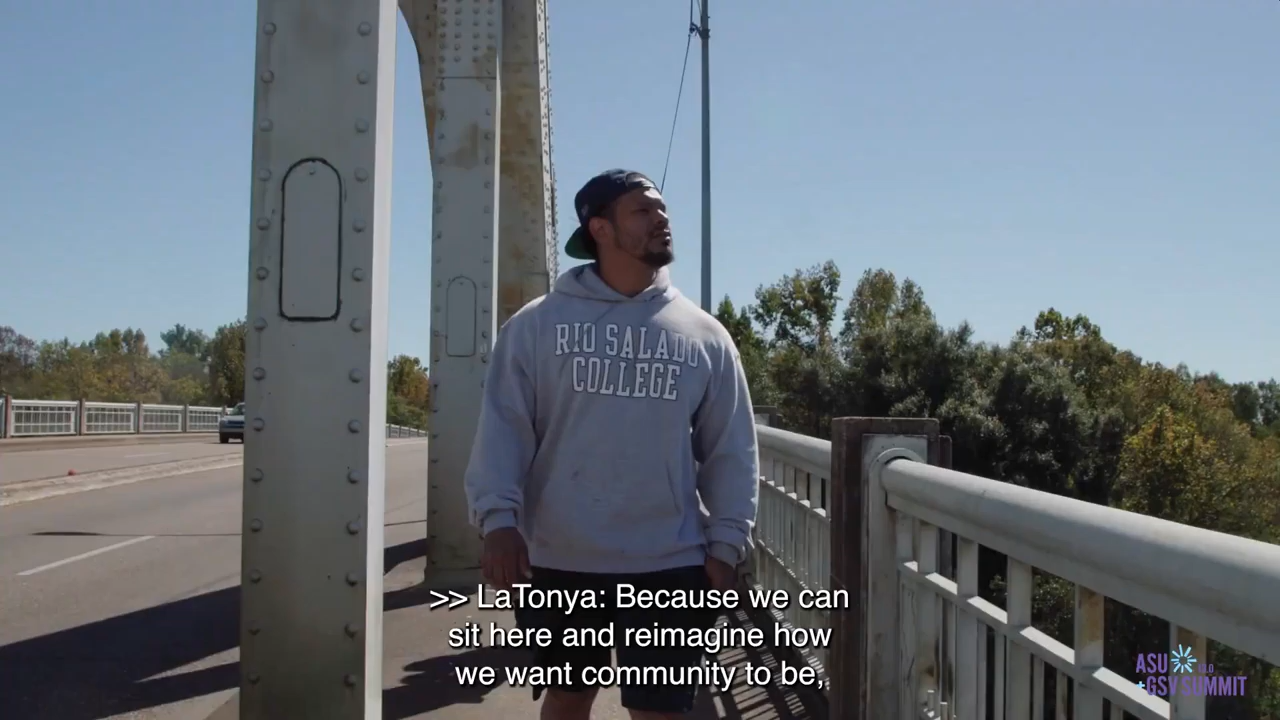 RIO SALADO
COLLEGE
>> LaTonya: Because we can
sit here and reimagine how
we want community to be,
ASU
+GSV SUMMIT